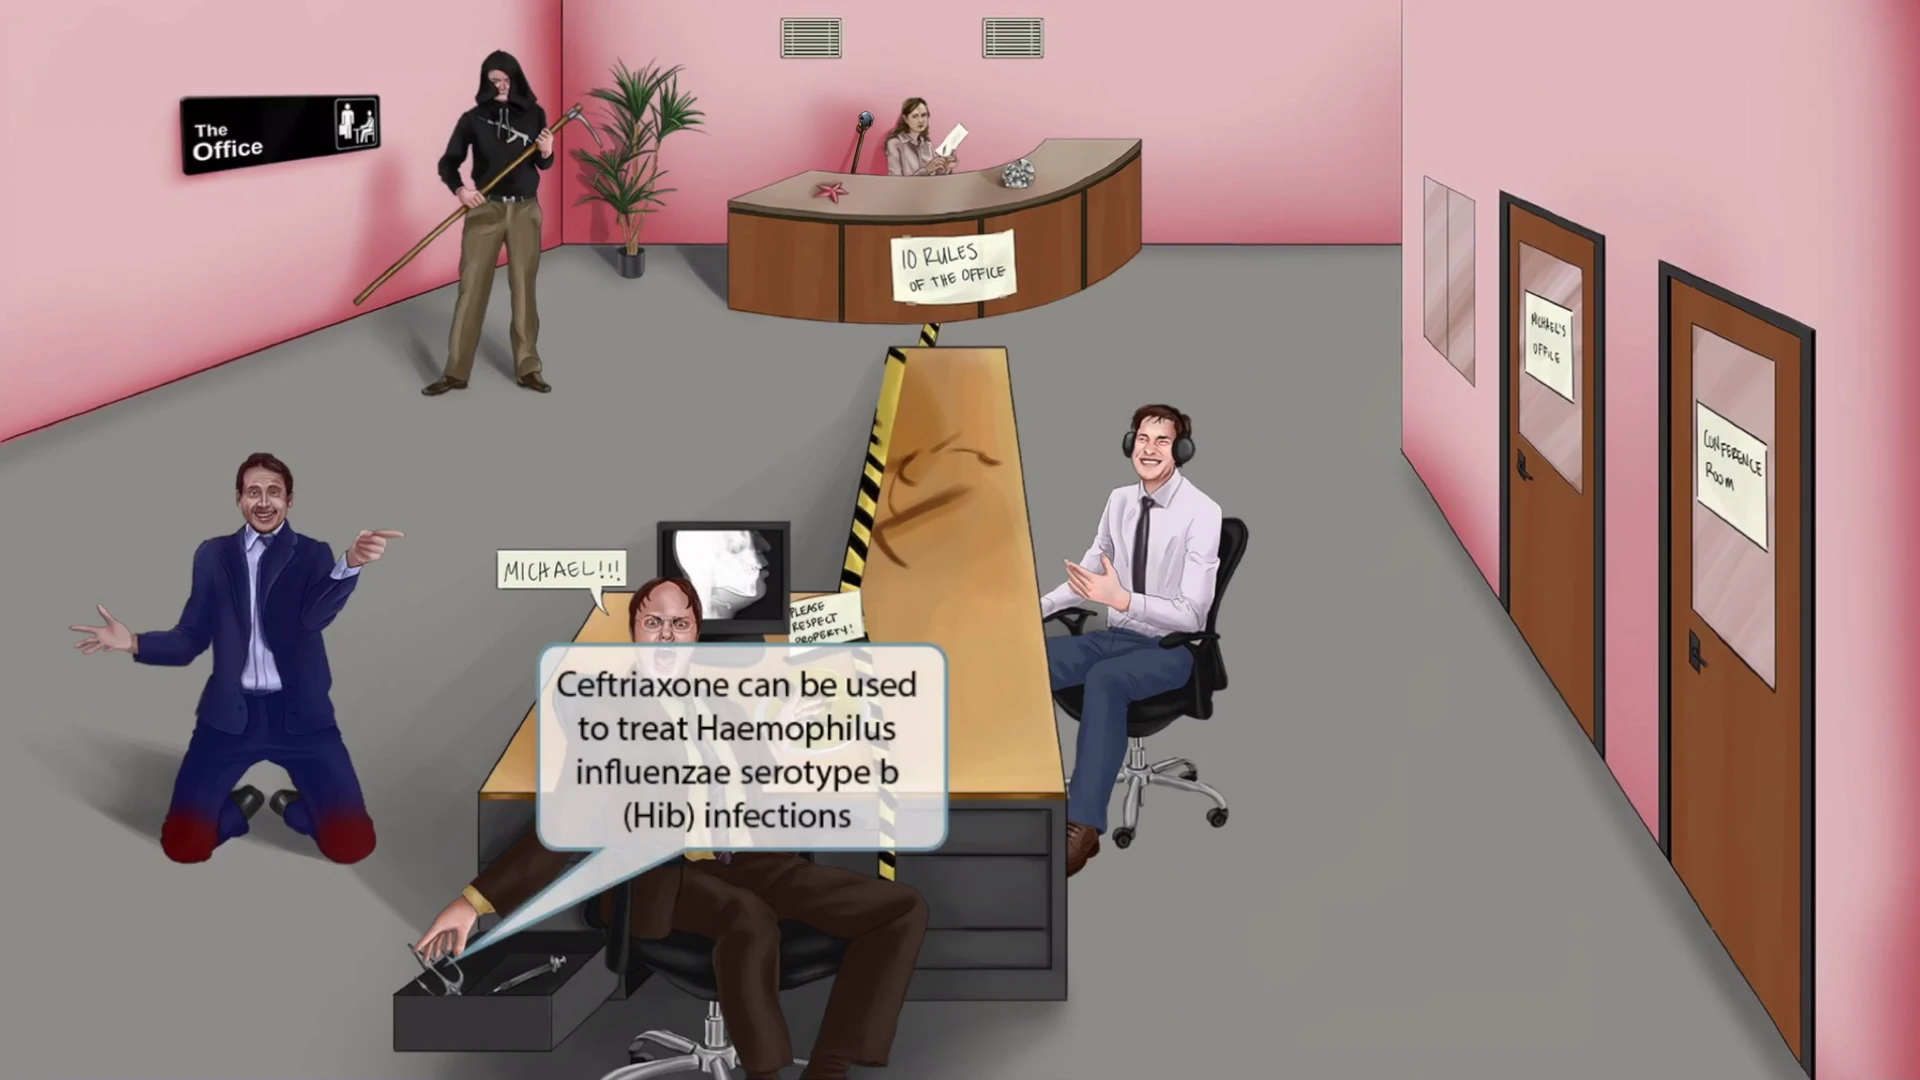 The
Office
10 RULES
OF THE OFFICE
MICHAEL'S
OFFICE
CONFERENCE
ROOM
MICHAEL!!!
PLEASE
RESPECT
PROPERTY!
Ceftriaxone can be used
to treat Haemophilus
influenzae serotype b
(Hib) infections